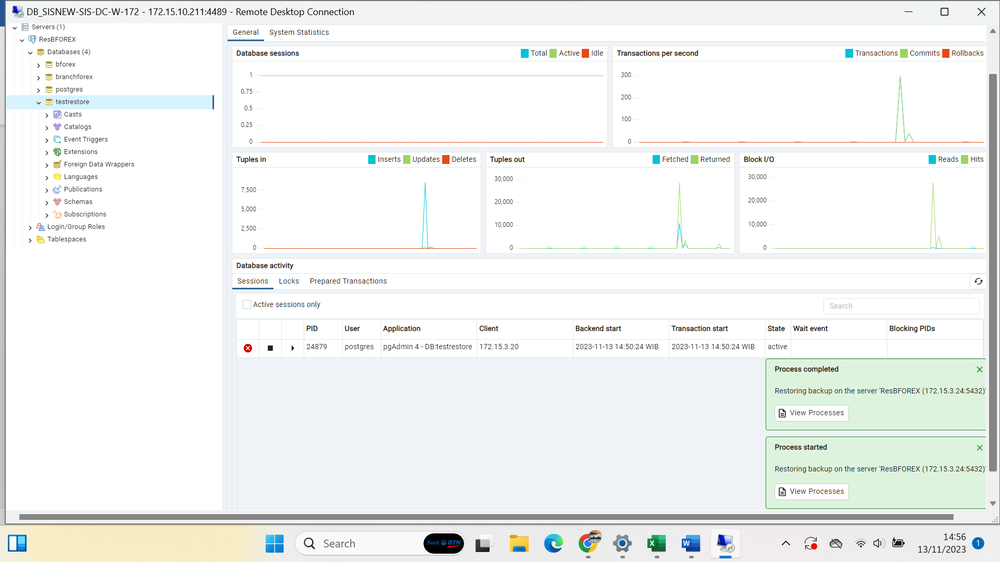 DB_SISNEW-SIS-DC-W-172 - 172.15.10.211:4489 - Remote Desktop Connection
Servers (1)
ResBFOREX
Databases (4)
bforex
branchforex
postgres
testrestore
Casts
Catalogs
Event Triggers
Extensions
Foreign Data Wrappers
Languages
Publications
Schemas
Subscriptions
Login/Group Roles
Tablespaces
General System Statistics
Database sessions Total Active Idle
1
0.75
0.5
0.25
0
Transactions per second Transactions Commits Rollbacks
300
200
100
0
Tuples in Inserts Updates Deletes
7,500
5,000
2,500
0
Tuples out Fetched Returned
30,000
20,000
10,000
0
Block I/O Reads Hits
30,000
20,000
10,000
0
Database activity
Sessions Locks Prepared Transactions
Active sessions only
Search
PID User Application Client Backend start Transaction start State Wait event Blocking PIDs
24879 postgres pgAdmin 4 - DB:testrestore 172.15.3.20 2023-11-13 14:50:24 WIB 2023-11-13 14:50:24 WIB active
Process completed
Restoring backup on the server 'ResBFOREX (172.15.3.24:5432)'
View Processes
Process started
Restoring backup on the server 'ResBFOREX (172.15.3.24:5432)'
View Processes
Search
Bank BTN
14:56
13/11/2023
1